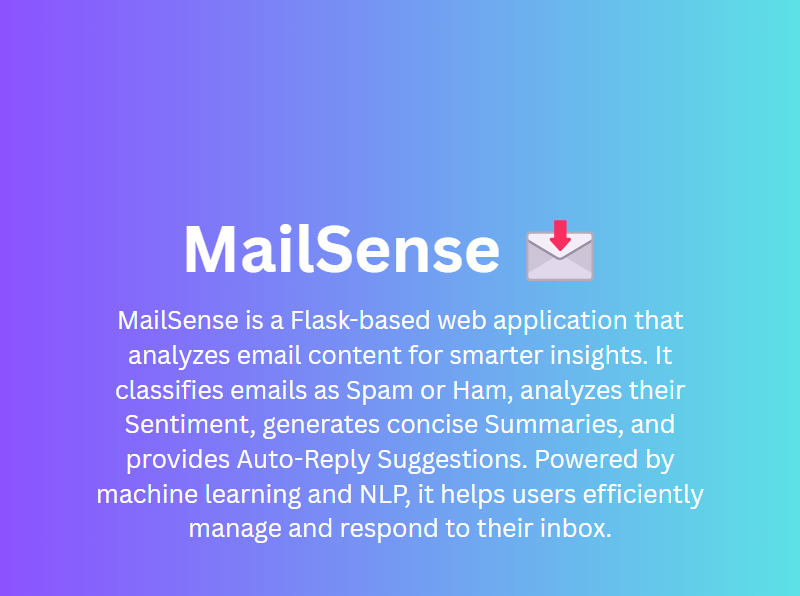 MailSense
MailSense is a Flask-based web application that
analyzes email content for smarter insights. It
classifies emails as Spam or Ham, analyzes their
Sentiment, generates concise Summaries, and
provides Auto-Reply Suggestions. Powered by
machine learning and NLP, it helps users efficiently
manage and respond to their inbox.